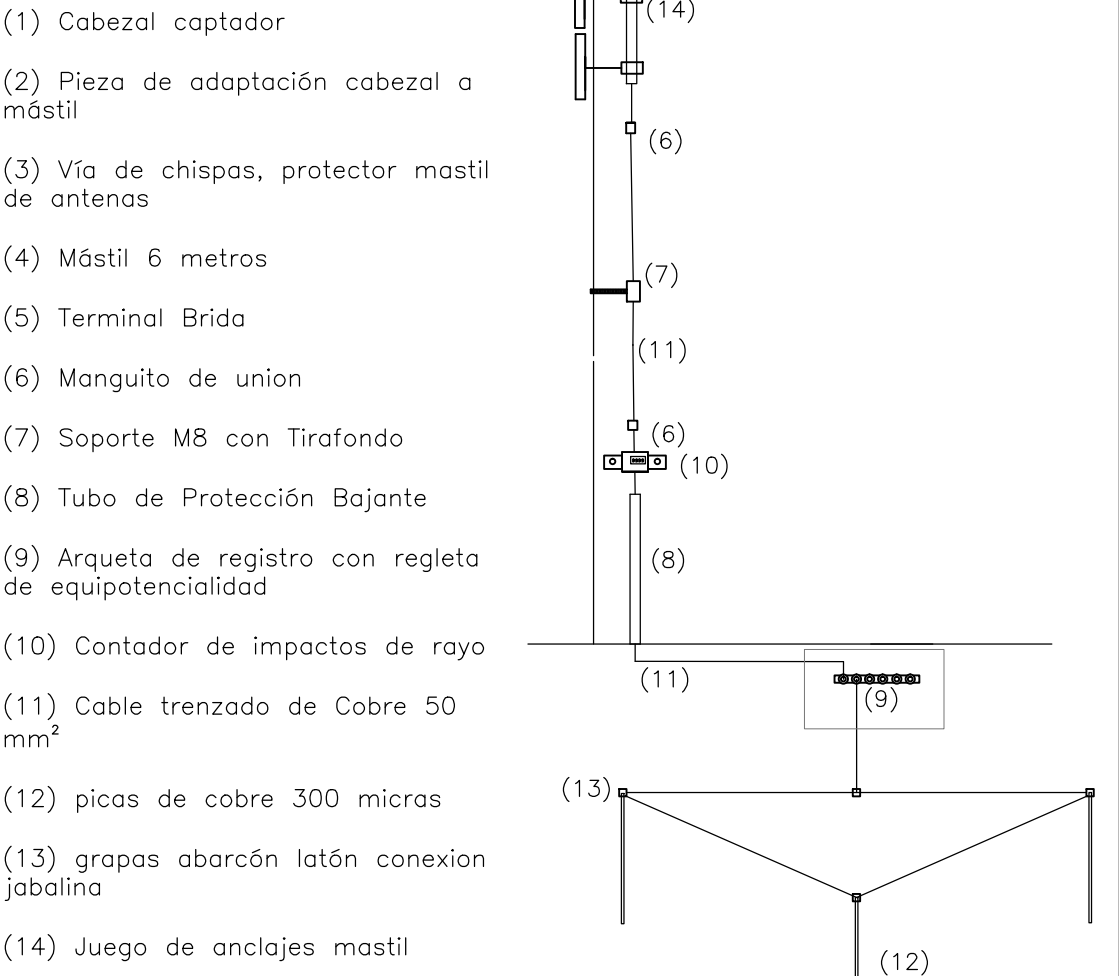 (1) Cabezal captador
(2) Pieza de adaptación cabezal a
mástil
(3) Vía de chispas, protector mastil
de antenas
(4) Mástil 6 metros
(5) Terminal Brida
(6) Manguito de union
(7) Soporte M8 con Tirafondo
(8) Tubo de Protección Bajante
(9) Arqueta de registro con regleta
de equipotencialidad
(10) Contador de impactos de rayo
(11) Cable trenzado de Cobre 50
mm²
(12) picas de cobre 300 micras
(13) grapas abarcón latón conexion
jabalina
(14) Juego de anclajes mastil
(14)
(6)
(7)
(11)
(6)
(10)
(8)
(11)
(9)
(13)
(12)